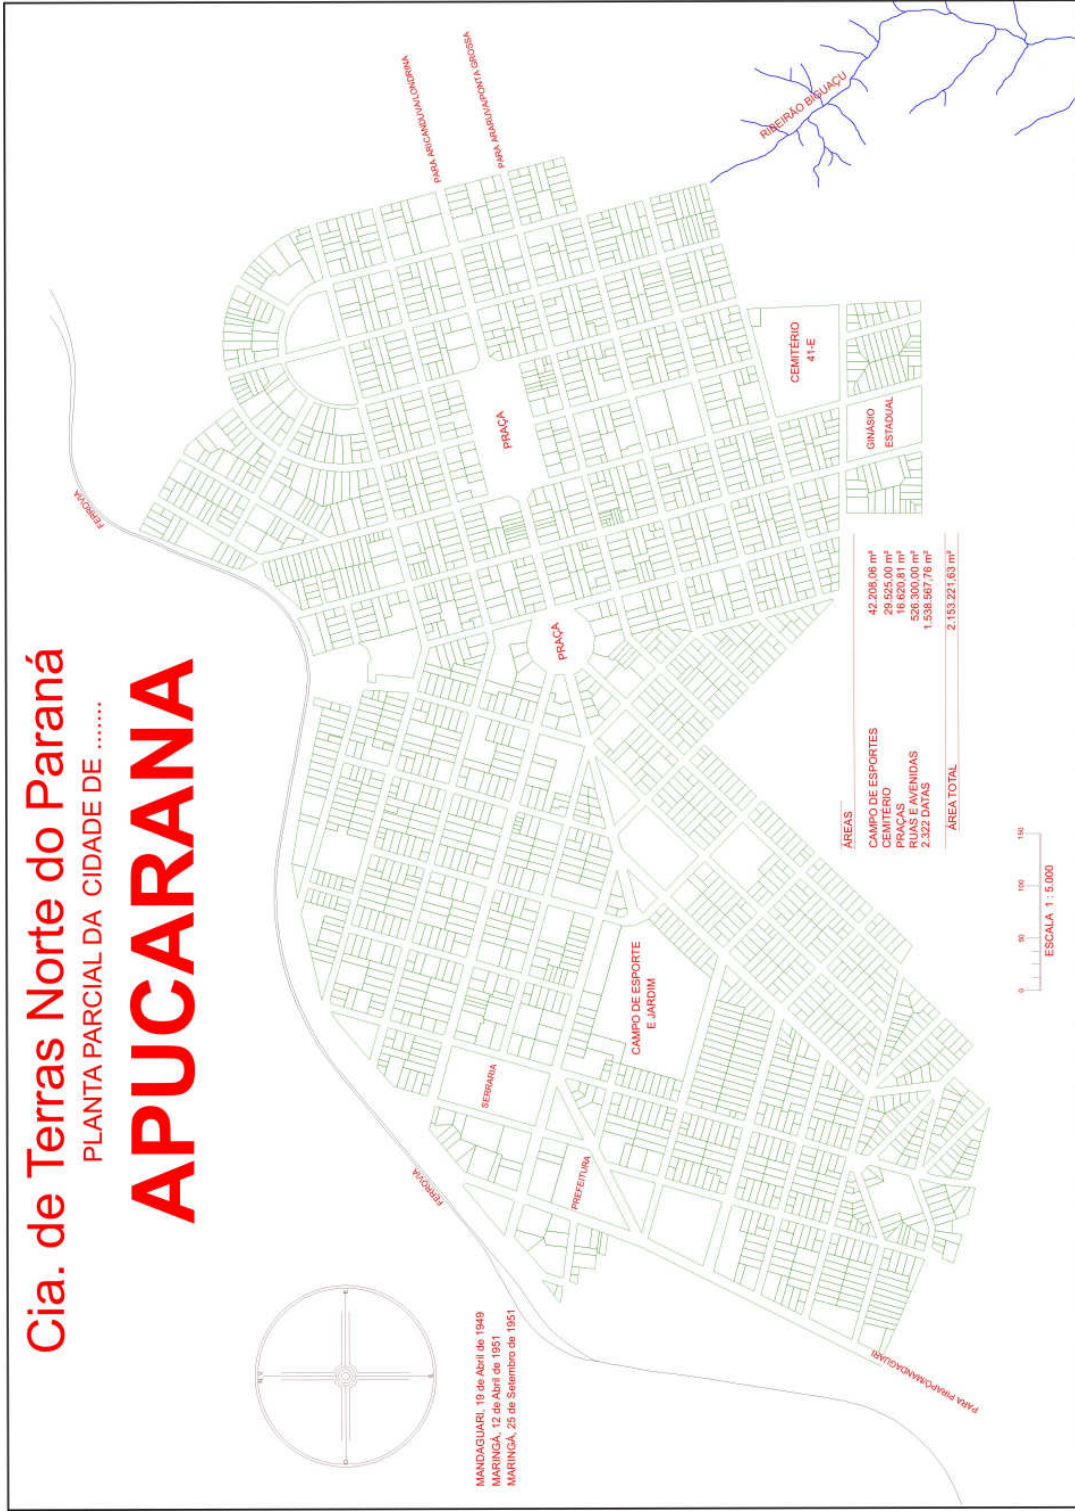 Cia. de Terras Norte do Paraná
PLANTA PARCIAL DA CIDADE DE .......
APUCARANA
FERROVIA
FERROVIA
PARA ARICANDUVA/LONDRINA
PARA ARARUVA/PONTA GROSSA
RIBEIRÃO BIGUAÇU
PRAÇA
PRAÇA
CEMITÉRIO
41-E
GINÁSIO
ESTADUAL
CAMPO DE ESPORTE
E JARDIM
SERRARIA
PREFEITURA
PARA PIRAPÓ/MANDAGUARI
MANDAGUARI, 19 de Abril de 1949
MARINGÁ, 12 de Abril de 1951
MARINGÁ, 25 de Setembro de 1951
ÁREAS
CAMPO DE ESPORTES 42.208,06 m²
CEMITÉRIO 29.525,00 m²
PRAÇAS 16.620,81 m²
RUAS E AVENIDAS 526.300,00 m²
2.322 DATAS 1.538.567,76 m²
ÁREA TOTAL 2.153.221,63 m²
0 50 100 150
ESCALA 1 : 5.000